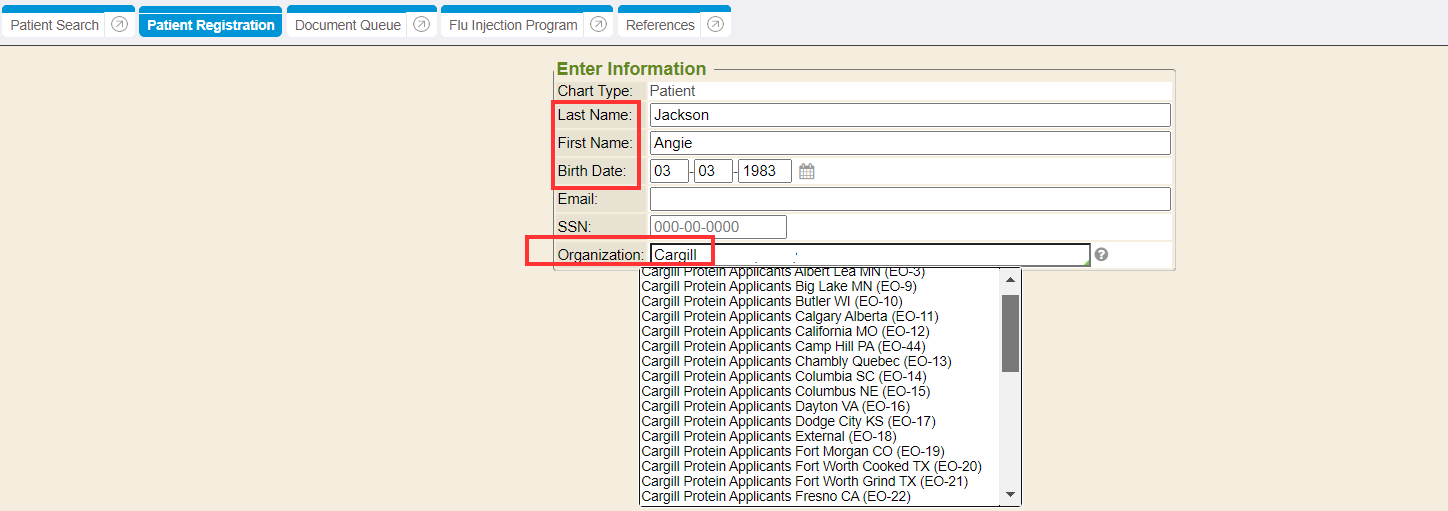 Patient Search Patient Registration Document Queue Flu Injection Program References
Enter Information
Chart Type: Patient
Last Name: Jackson
First Name: Angie
Birth Date: 03 - 03 - 1983
Email:
SSN: 000-00-0000
Organization: Cargill ?
Cargill Protein Applicants Albert Lea MN (EO-3)
Cargill Protein Applicants Big Lake MN (EO-9)
Cargill Protein Applicants Butler WI (EO-10)
Cargill Protein Applicants Calgary Alberta (EO-11)
Cargill Protein Applicants California MO (EO-12)
Cargill Protein Applicants Camp Hill PA (EO-44)
Cargill Protein Applicants Chambly Quebec (EO-13)
Cargill Protein Applicants Columbia SC (EO-14)
Cargill Protein Applicants Columbus NE (EO-15)
Cargill Protein Applicants Dayton VA (EO-16)
Cargill Protein Applicants Dodge City KS (EO-17)
Cargill Protein Applicants External (EO-18)
Cargill Protein Applicants Fort Morgan CO (EO-19)
Cargill Protein Applicants Fort Worth Cooked TX (EO-20)
Cargill Protein Applicants Fort Worth Grind TX (EO-21)
Cargill Protein Applicants Fresno CA (EO-22)